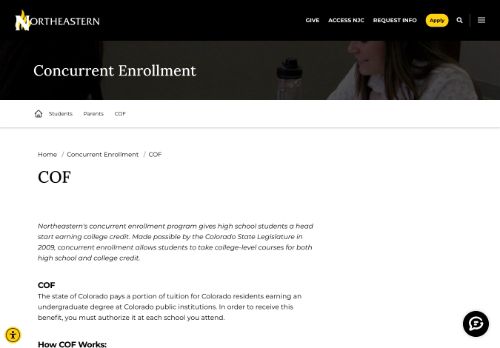 NORTHEASTERN
GIVE ACCESS NJC REQUEST INFO Apply
Concurrent Enrollment
Students Parents COF
Home / Concurrent Enrollment / COF
COF
Northeastern's concurrent enrollment program gives high school students a head
start earning college credit. Made possible by the Colorado State Legislature in
2009, concurrent enrollment allows students to take college-level courses for both
high school and college credit.
COF
The state of Colorado pays a portion of tuition for Colorado residents earning an
undergraduate degree at Colorado public institutions. In order to receive this
benefit, you must authorize it at each school you attend.
How COF Works: